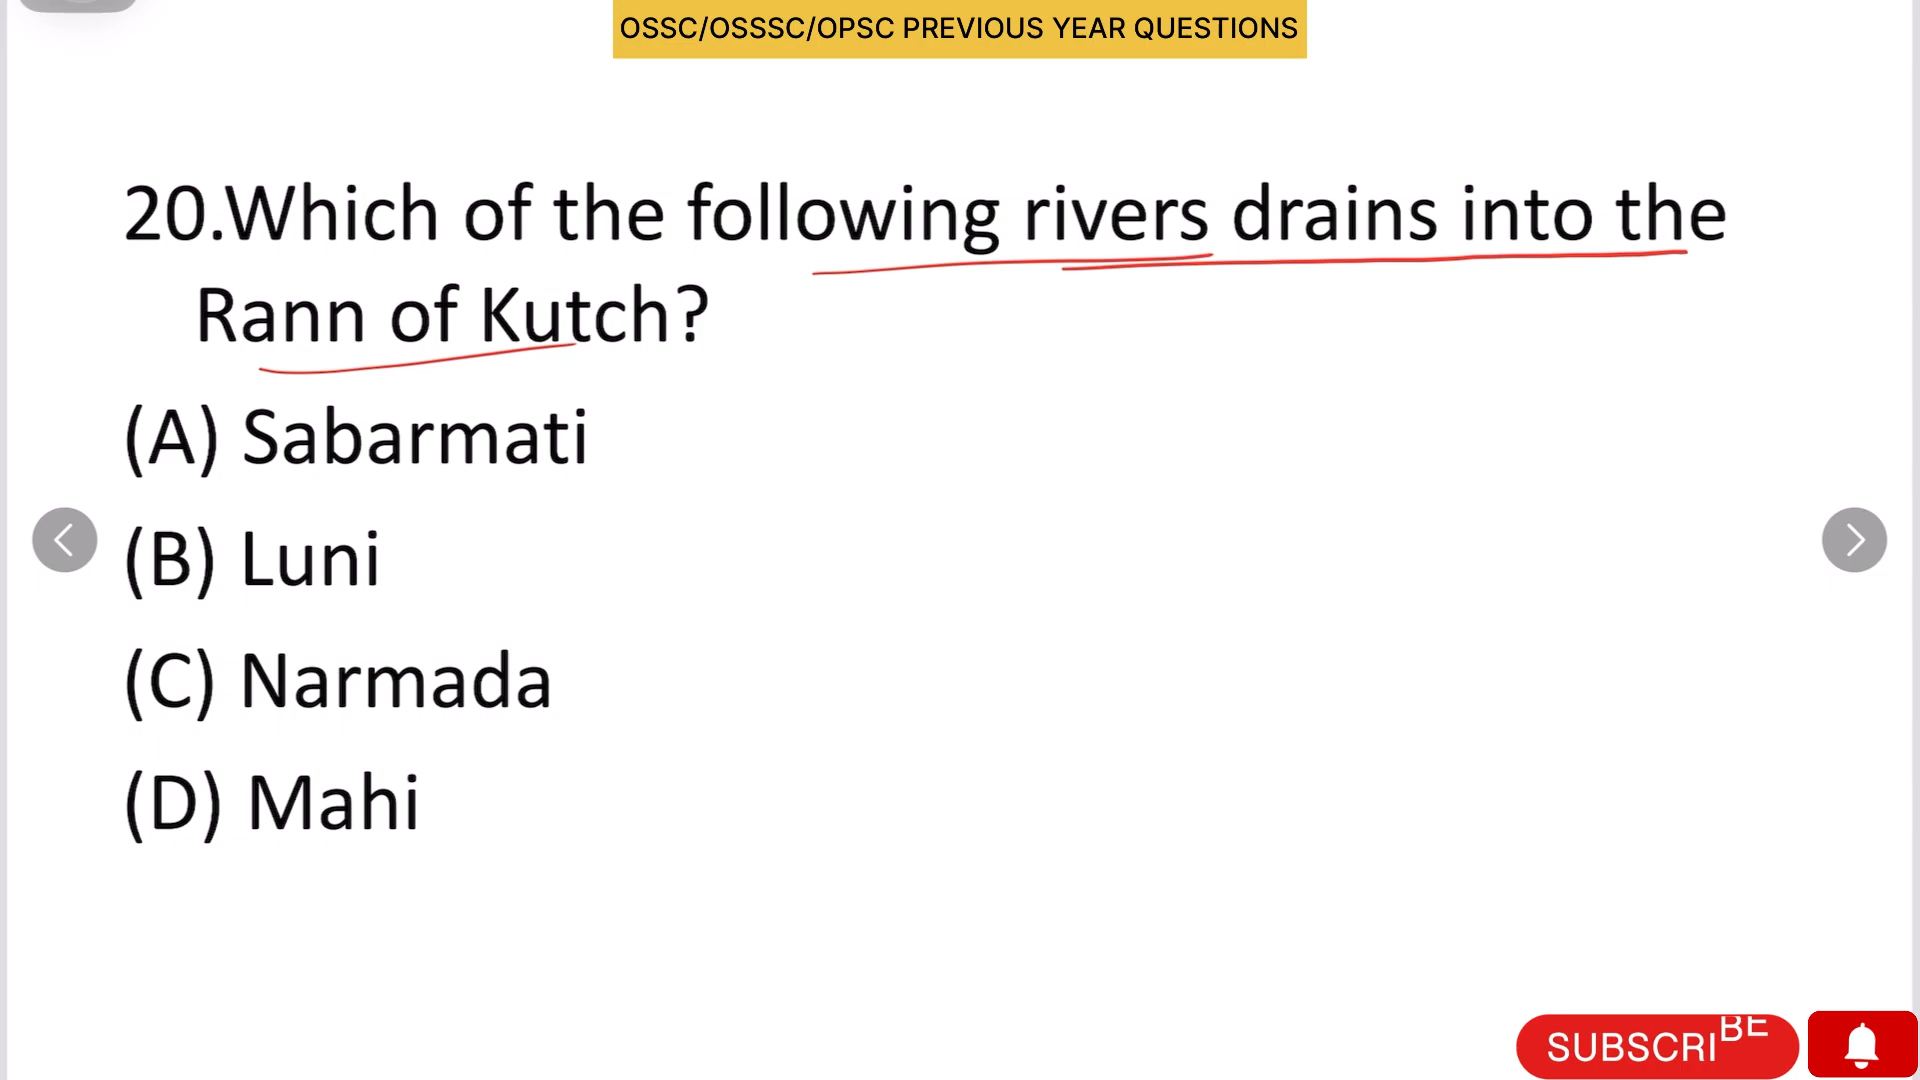 OSSC/OSSSC/OPSC PREVIOUS YEAR QUESTIONS
20.Which of the following rivers drains into the
Rann of Kutch?
(A) Sabarmati
(B) Luni
(C) Narmada
(D) Mahi
SUBSCRIBE